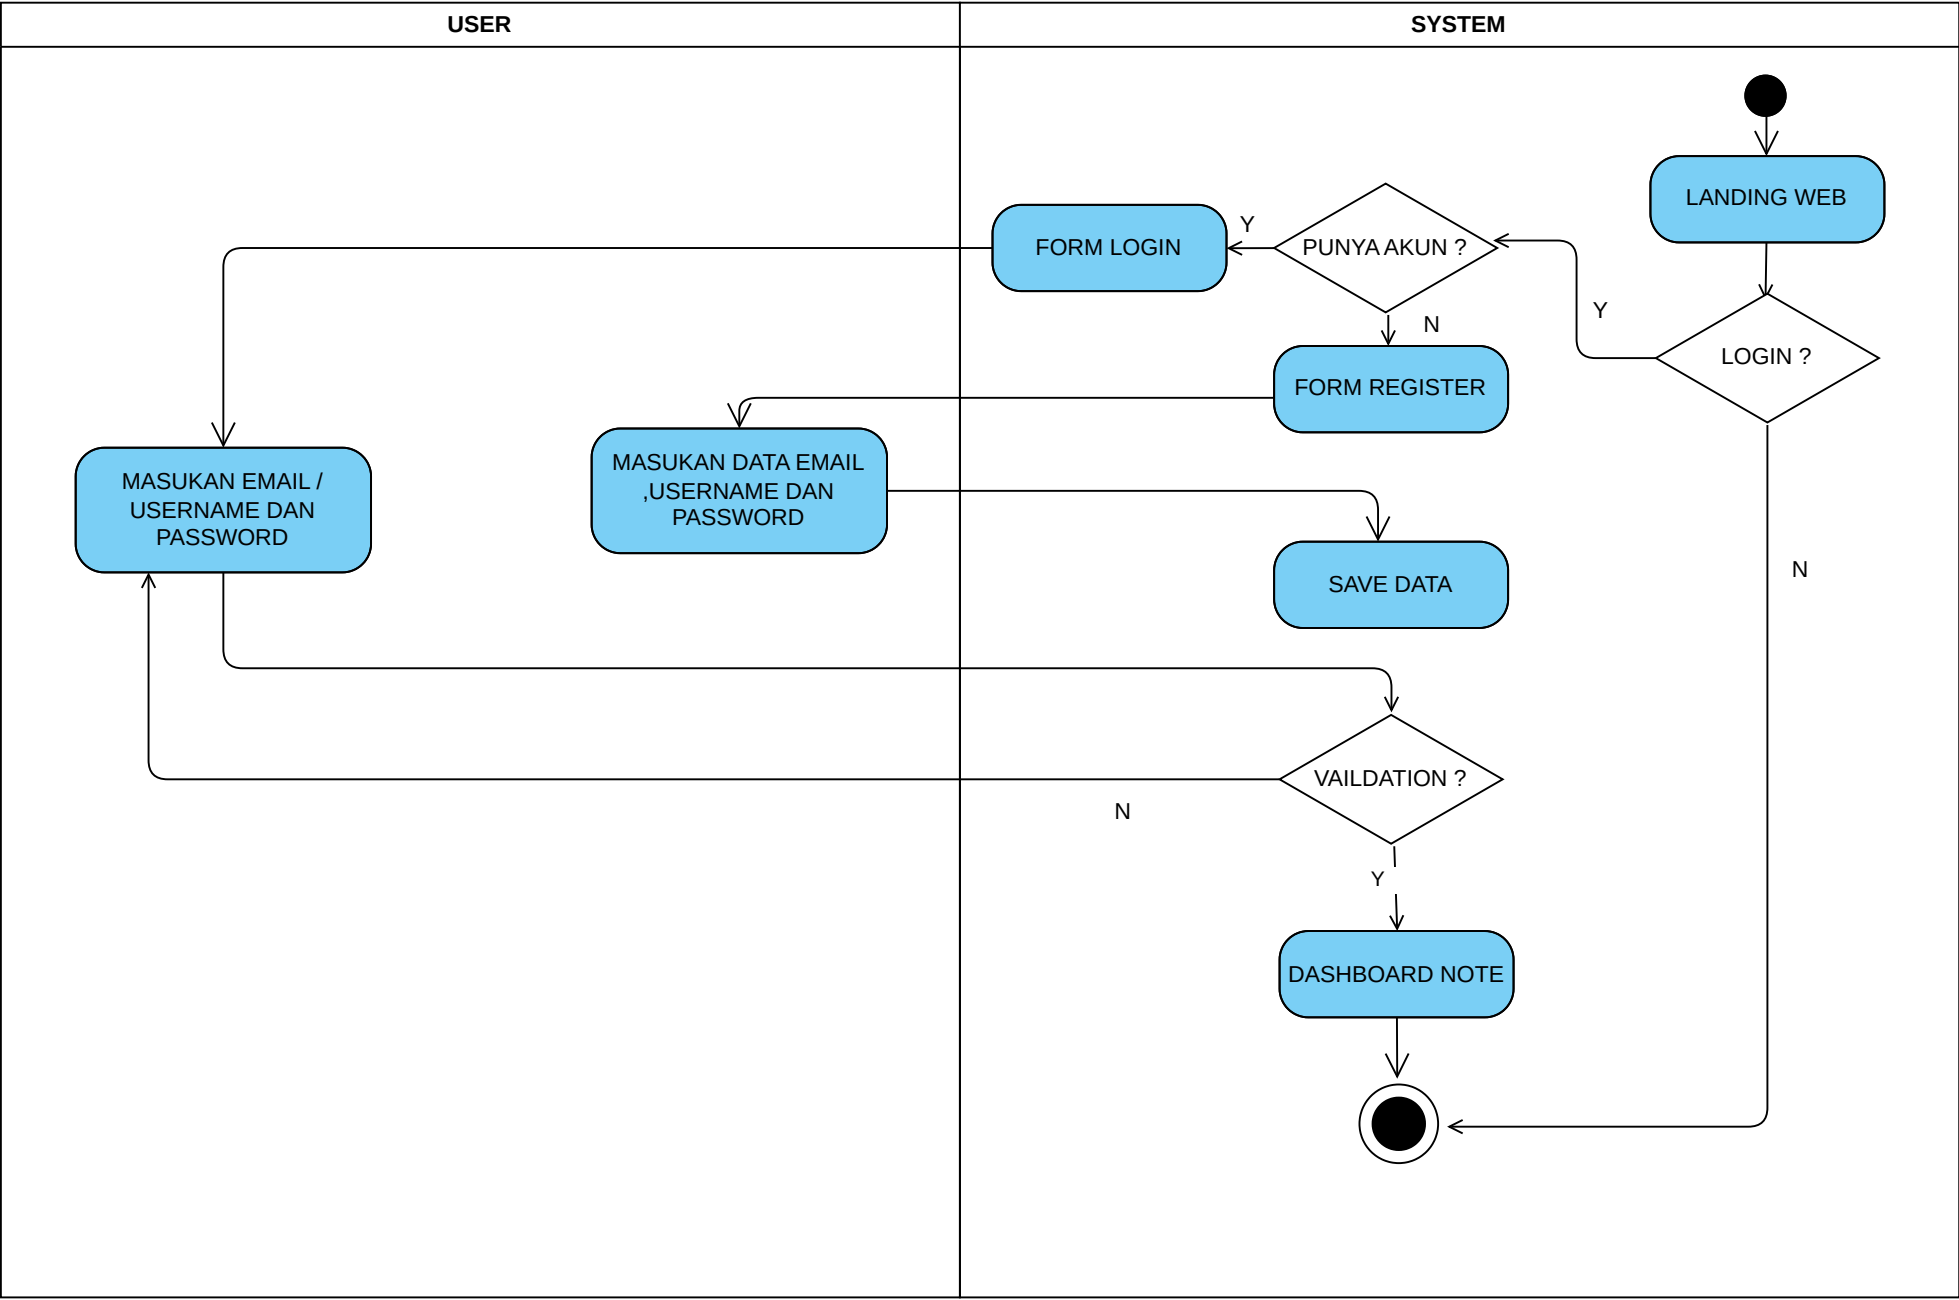 USER
SYSTEM
LANDING WEB
PUNYA AKUN ?
Y
FORM LOGIN
Y
N
LOGIN ?
FORM REGISTER
MASUKAN EMAIL /
USERNAME DAN
PASSWORD
MASUKAN DATA EMAIL
,USERNAME DAN
PASSWORD
N
SAVE DATA
VAILDATION ?
N
Y
DASHBOARD NOTE